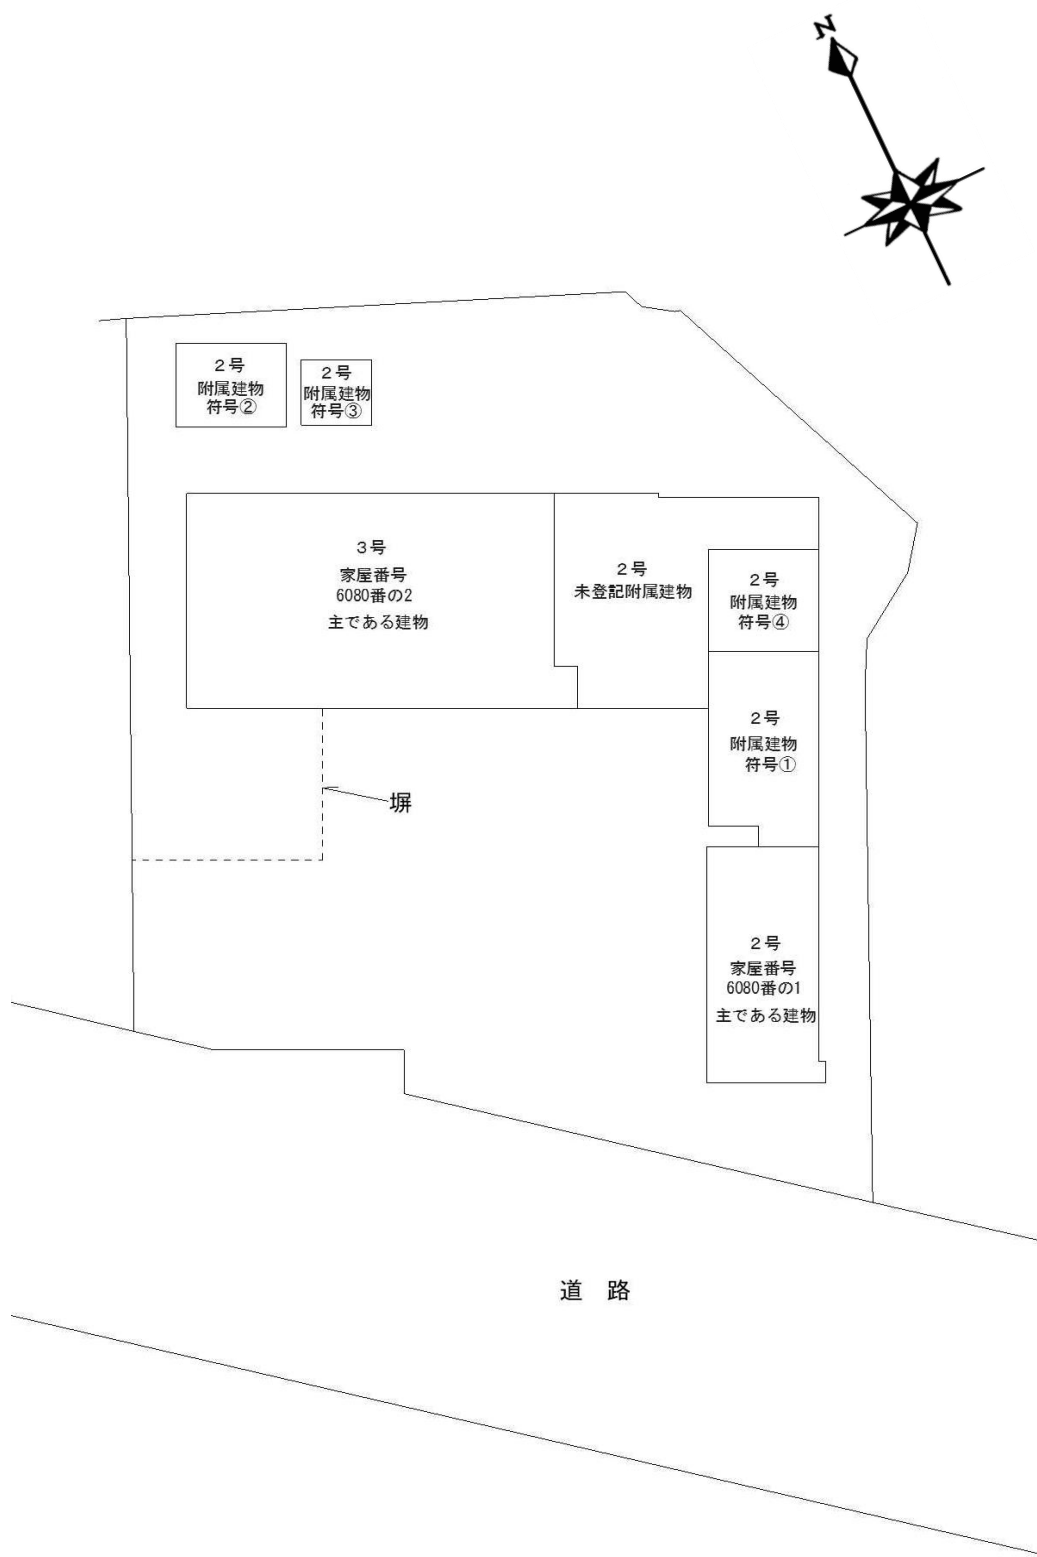 N
２号
附属建物
符号②
２号
附属建物
符号③
３号
家屋番号
6080番の2
主である建物
２号
未登記附属建物
２号
附属建物
符号④
２号
附属建物
符号①
塀
２号
家屋番号
6080番の1
主である建物
道　路